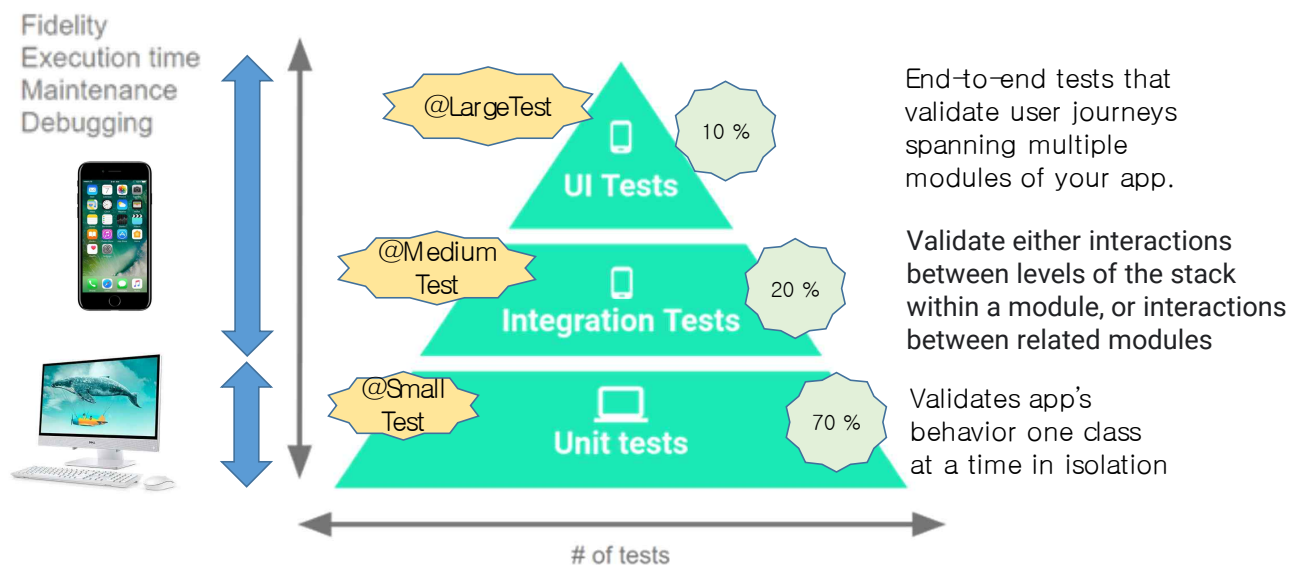 Fidelity
Execution time
Maintenance
Debugging
@LargeTest
10 %
UI Tests
End-to-end tests that
validate user journeys
spanning multiple
modules of your app.
@Medium
Test
20 %
Integration Tests
Validate either interactions
between levels of the stack
within a module, or interactions
between related modules
@Small
Test
70 %
Unit tests
Validates app's
behavior one class
at a time in isolation
# of tests